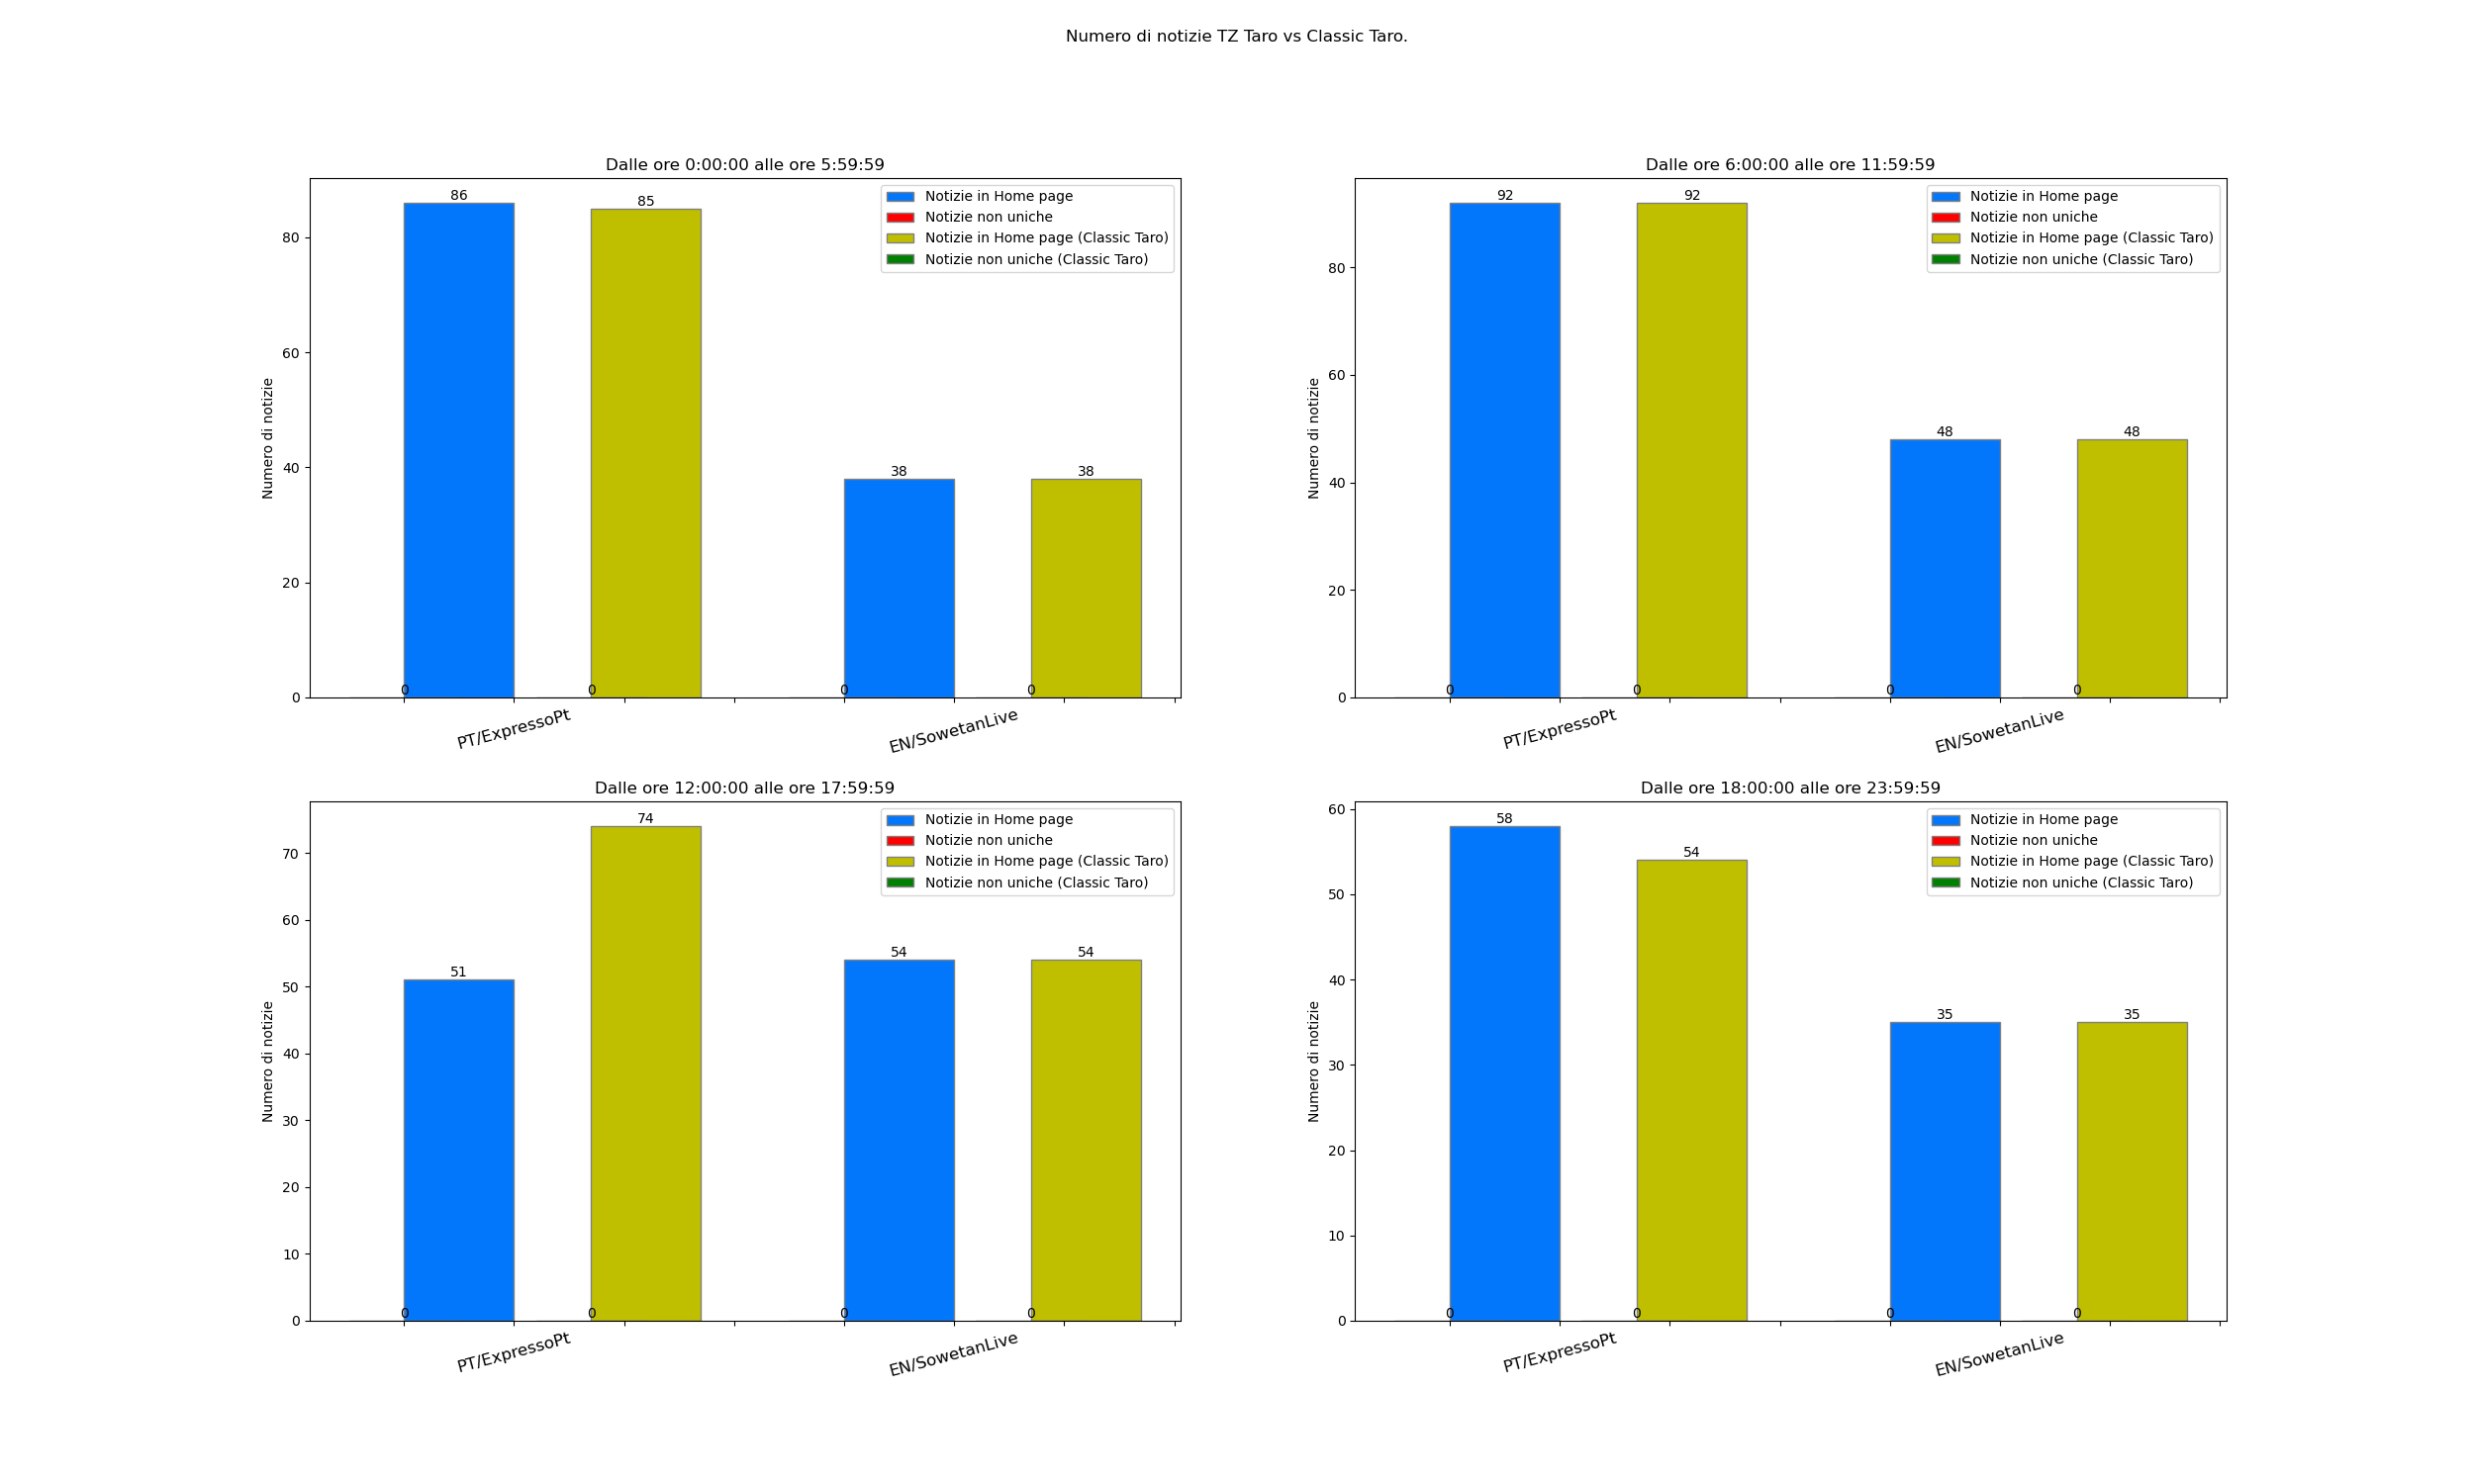 Numero di notizie TZ Taro vs Classic Taro.
Dalle ore 0:00:00 alle ore 5:59:59
Numero di notizie
80
60
40
20
0
86
85
38
38
0
0
0
0
Notizie in Home page
Notizie non uniche
Notizie in Home page (Classic Taro)
Notizie non uniche (Classic Taro)
PT/ExpressoPt
EN/SowetanLive
Dalle ore 6:00:00 alle ore 11:59:59
Numero di notizie
80
60
40
20
0
92
92
48
48
0
0
0
0
Notizie in Home page
Notizie non uniche
Notizie in Home page (Classic Taro)
Notizie non uniche (Classic Taro)
PT/ExpressoPt
EN/SowetanLive
Dalle ore 12:00:00 alle ore 17:59:59
Numero di notizie
70
60
50
40
30
20
10
0
51
74
54
54
0
0
0
0
Notizie in Home page
Notizie non uniche
Notizie in Home page (Classic Taro)
Notizie non uniche (Classic Taro)
PT/ExpressoPt
EN/SowetanLive
Dalle ore 18:00:00 alle ore 23:59:59
Numero di notizie
60
50
40
30
20
10
0
58
54
35
35
0
0
0
0
Notizie in Home page
Notizie non uniche
Notizie in Home page (Classic Taro)
Notizie non uniche (Classic Taro)
PT/ExpressoPt
EN/SowetanLive